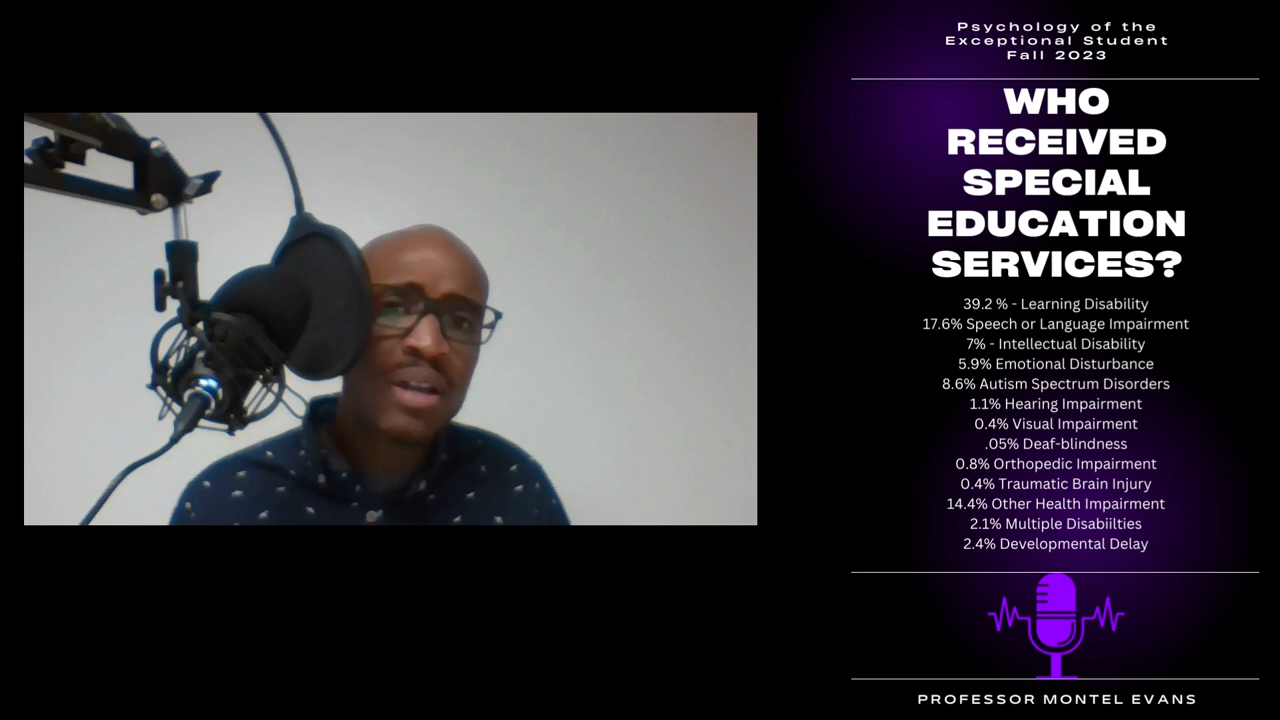 Psychology of the
Exceptional Student
Fall 2023
WHO
RECEIVED
SPECIAL
EDUCATION
SERVICES?
39.2 % - Learning Disability
17.6% Speech or Language Impairment
7% - Intellectual Disability
5.9% Emotional Disturbance
8.6% Autism Spectrum Disorders
1.1% Hearing Impairment
0.4% Visual Impairment
.05% Deaf-blindness
0.8% Orthopedic Impairment
0.4% Traumatic Brain Injury
14.4% Other Health Impairment
2.1% Multiple Disabiilties
2.4% Developmental Delay
PROFESSOR MONTEL EVANS